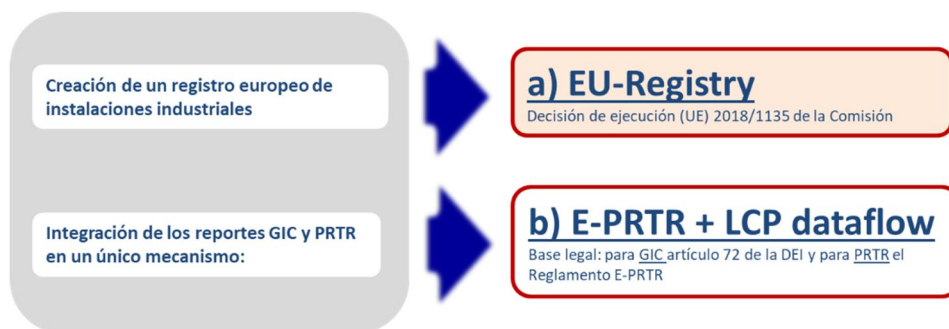 Creación de un registro europeo de
instalaciones industriales
a) EU-Registry
Decisión de ejecución (UE) 2018/1135 de la Comisión
Integración de los reportes GIC y PRTR
en un único mecanismo:
b) E-PRTR + LCP dataflow
Base legal: para GIC artículo 72 de la DEI y para PRTR el
Reglamento E-PRTR